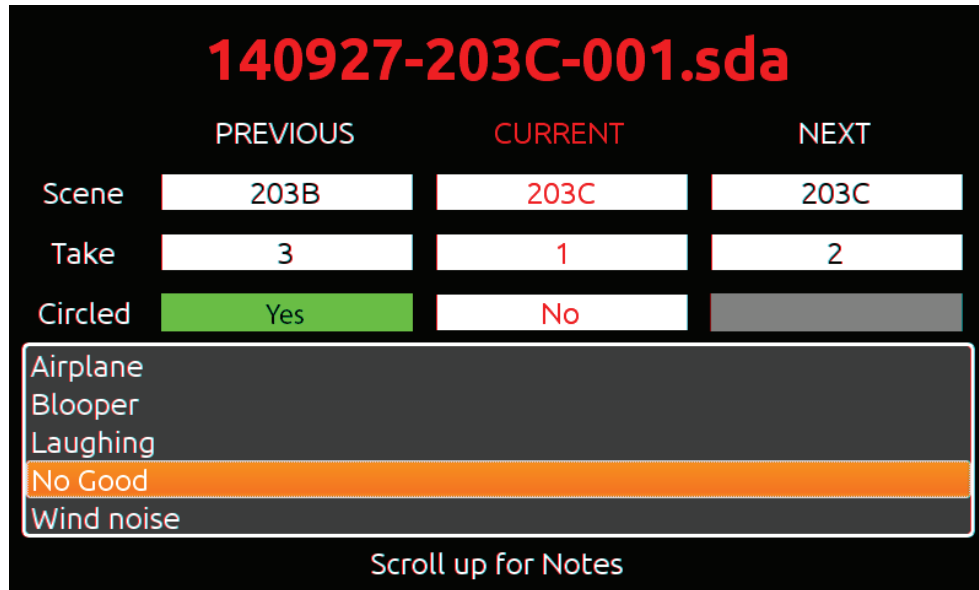 140927-203C-001.sda
PREVIOUS CURRENT NEXT
Scene 203B 203C 203C
Take 3 1 2
Circled Yes No
Airplane
Blooper
Laughing
No Good
Wind noise
Scroll up for Notes